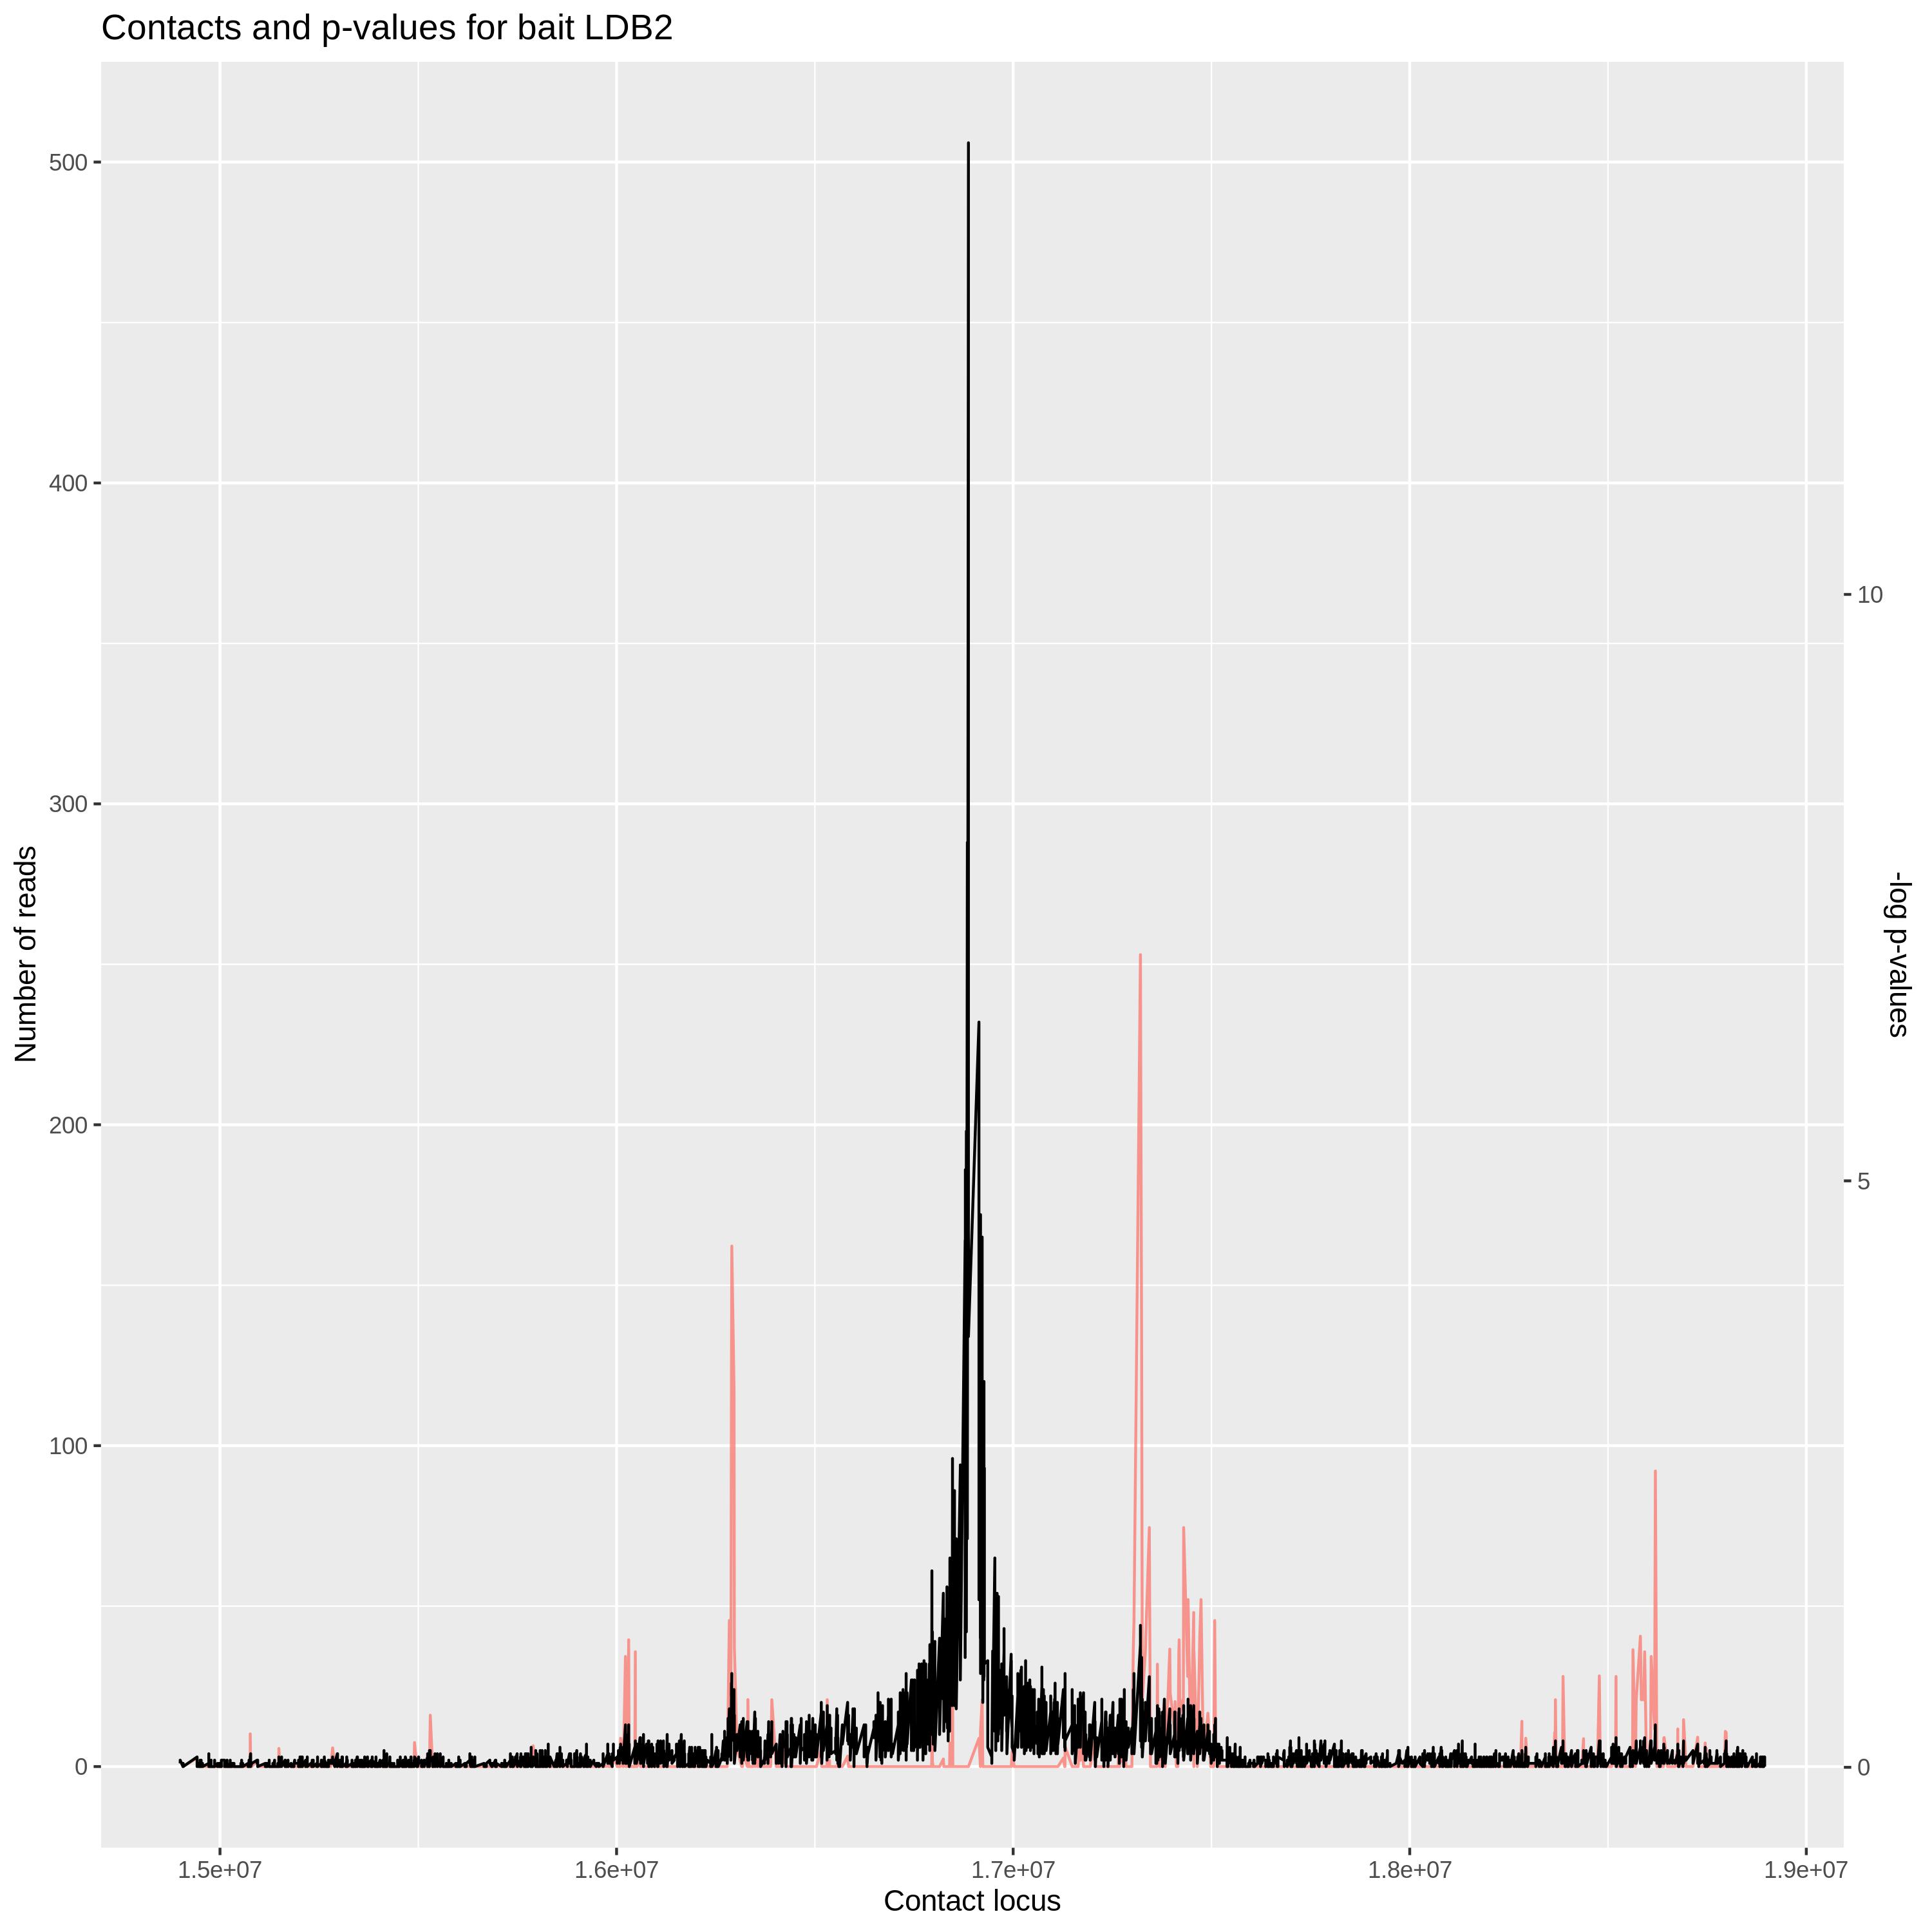 Contacts and p-values for bait LDB2
500
400
300
200
100
0
Number of reads
10
5
0
-log p-values
1.5e+07 1.6e+07 1.7e+07 1.8e+07 1.9e+07
Contact locus